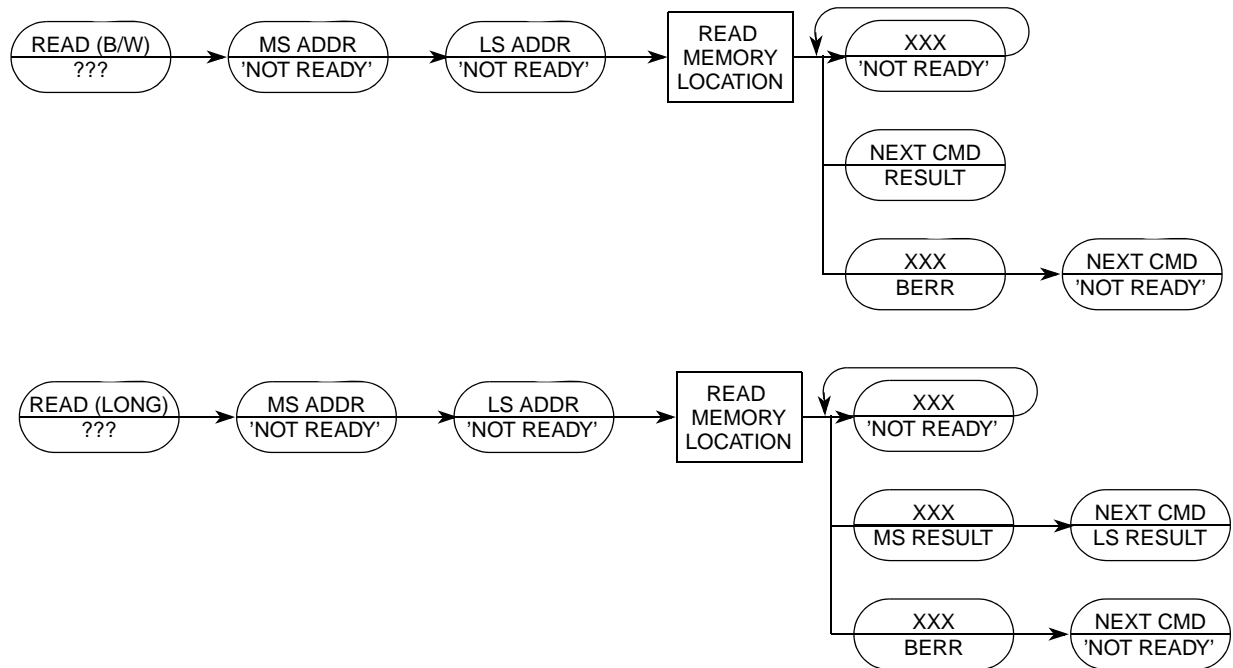 READ (B/W)
???
MS ADDR
'NOT READY'
LS ADDR
'NOT READY'
READ
MEMORY
LOCATION
XXX
'NOT READY'
NEXT CMD
RESULT
XXX
BERR
NEXT CMD
'NOT READY'
READ (LONG)
???
MS ADDR
'NOT READY'
LS ADDR
'NOT READY'
READ
MEMORY
LOCATION
XXX
'NOT READY'
XXX
MS RESULT
NEXT CMD
LS RESULT
XXX
BERR
NEXT CMD
'NOT READY'